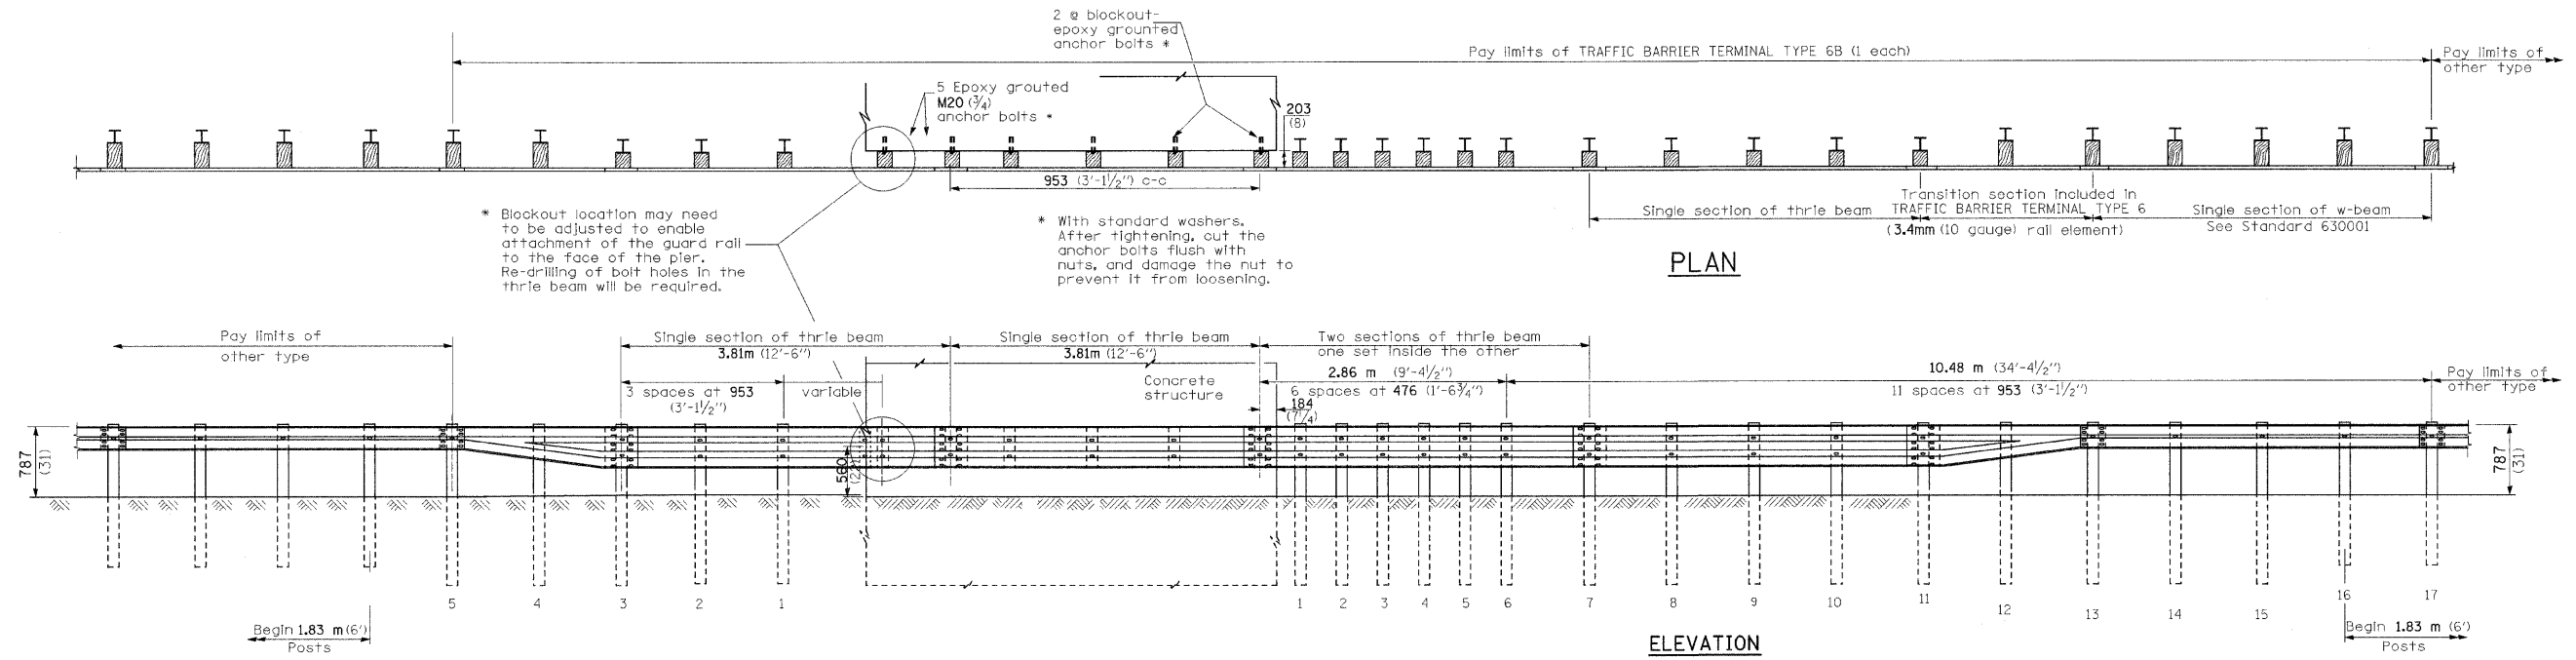 2 @ blockout-
epoxy grounted
anchor bolts *
Pay limits of TRAFFIC BARRIER TERMINAL TYPE 6B (1 each)
Pay limits of
other type
5 Epoxy grouted
M20 (3/4)
anchor bolts *
203
(8)
953 (3'-1 1/2") c-c
* Blockout location may need
to be adjusted to enable
attachment of the guard rail
to the face of the pier.
Re-drilling of bolt holes in the
thrie beam will be required.
* With standard washers.
After tightening, cut the
anchor bolts flush with
nuts, and damage the nut to
prevent it from loosening.
Single section of thrie beam
Transition section included in
TRAFFIC BARRIER TERMINAL TYPE 6
(3.4mm (10 gauge) rail element)
Single section of w-beam
See Standard 630001
PLAN
Pay limits of
other type
Single section of thrie beam
3.81m (12'-6")
Single section of thrie beam
3.81m (12'-6")
Two sections of thrie beam
one set inside the other
3 spaces at 953
(3'-1 1/2")
variable
Concrete
structure
2.86 m (9'-4 1/2")
6 spaces at 476 (1'-6 3/4")
10.48 m (34'-4 1/2")
11 spaces at 953 (3'-1 1/2")
Pay limits of
other type
184
(7 1/4)
787
(31)
560
787
(31)
5 4 3 2 1 1 2 3 4 5 6 7 8 9 10 11 12 13 14 15 16 17
Begin 1.83 m (6')
Posts
Begin 1.83 m (6')
Posts
ELEVATION